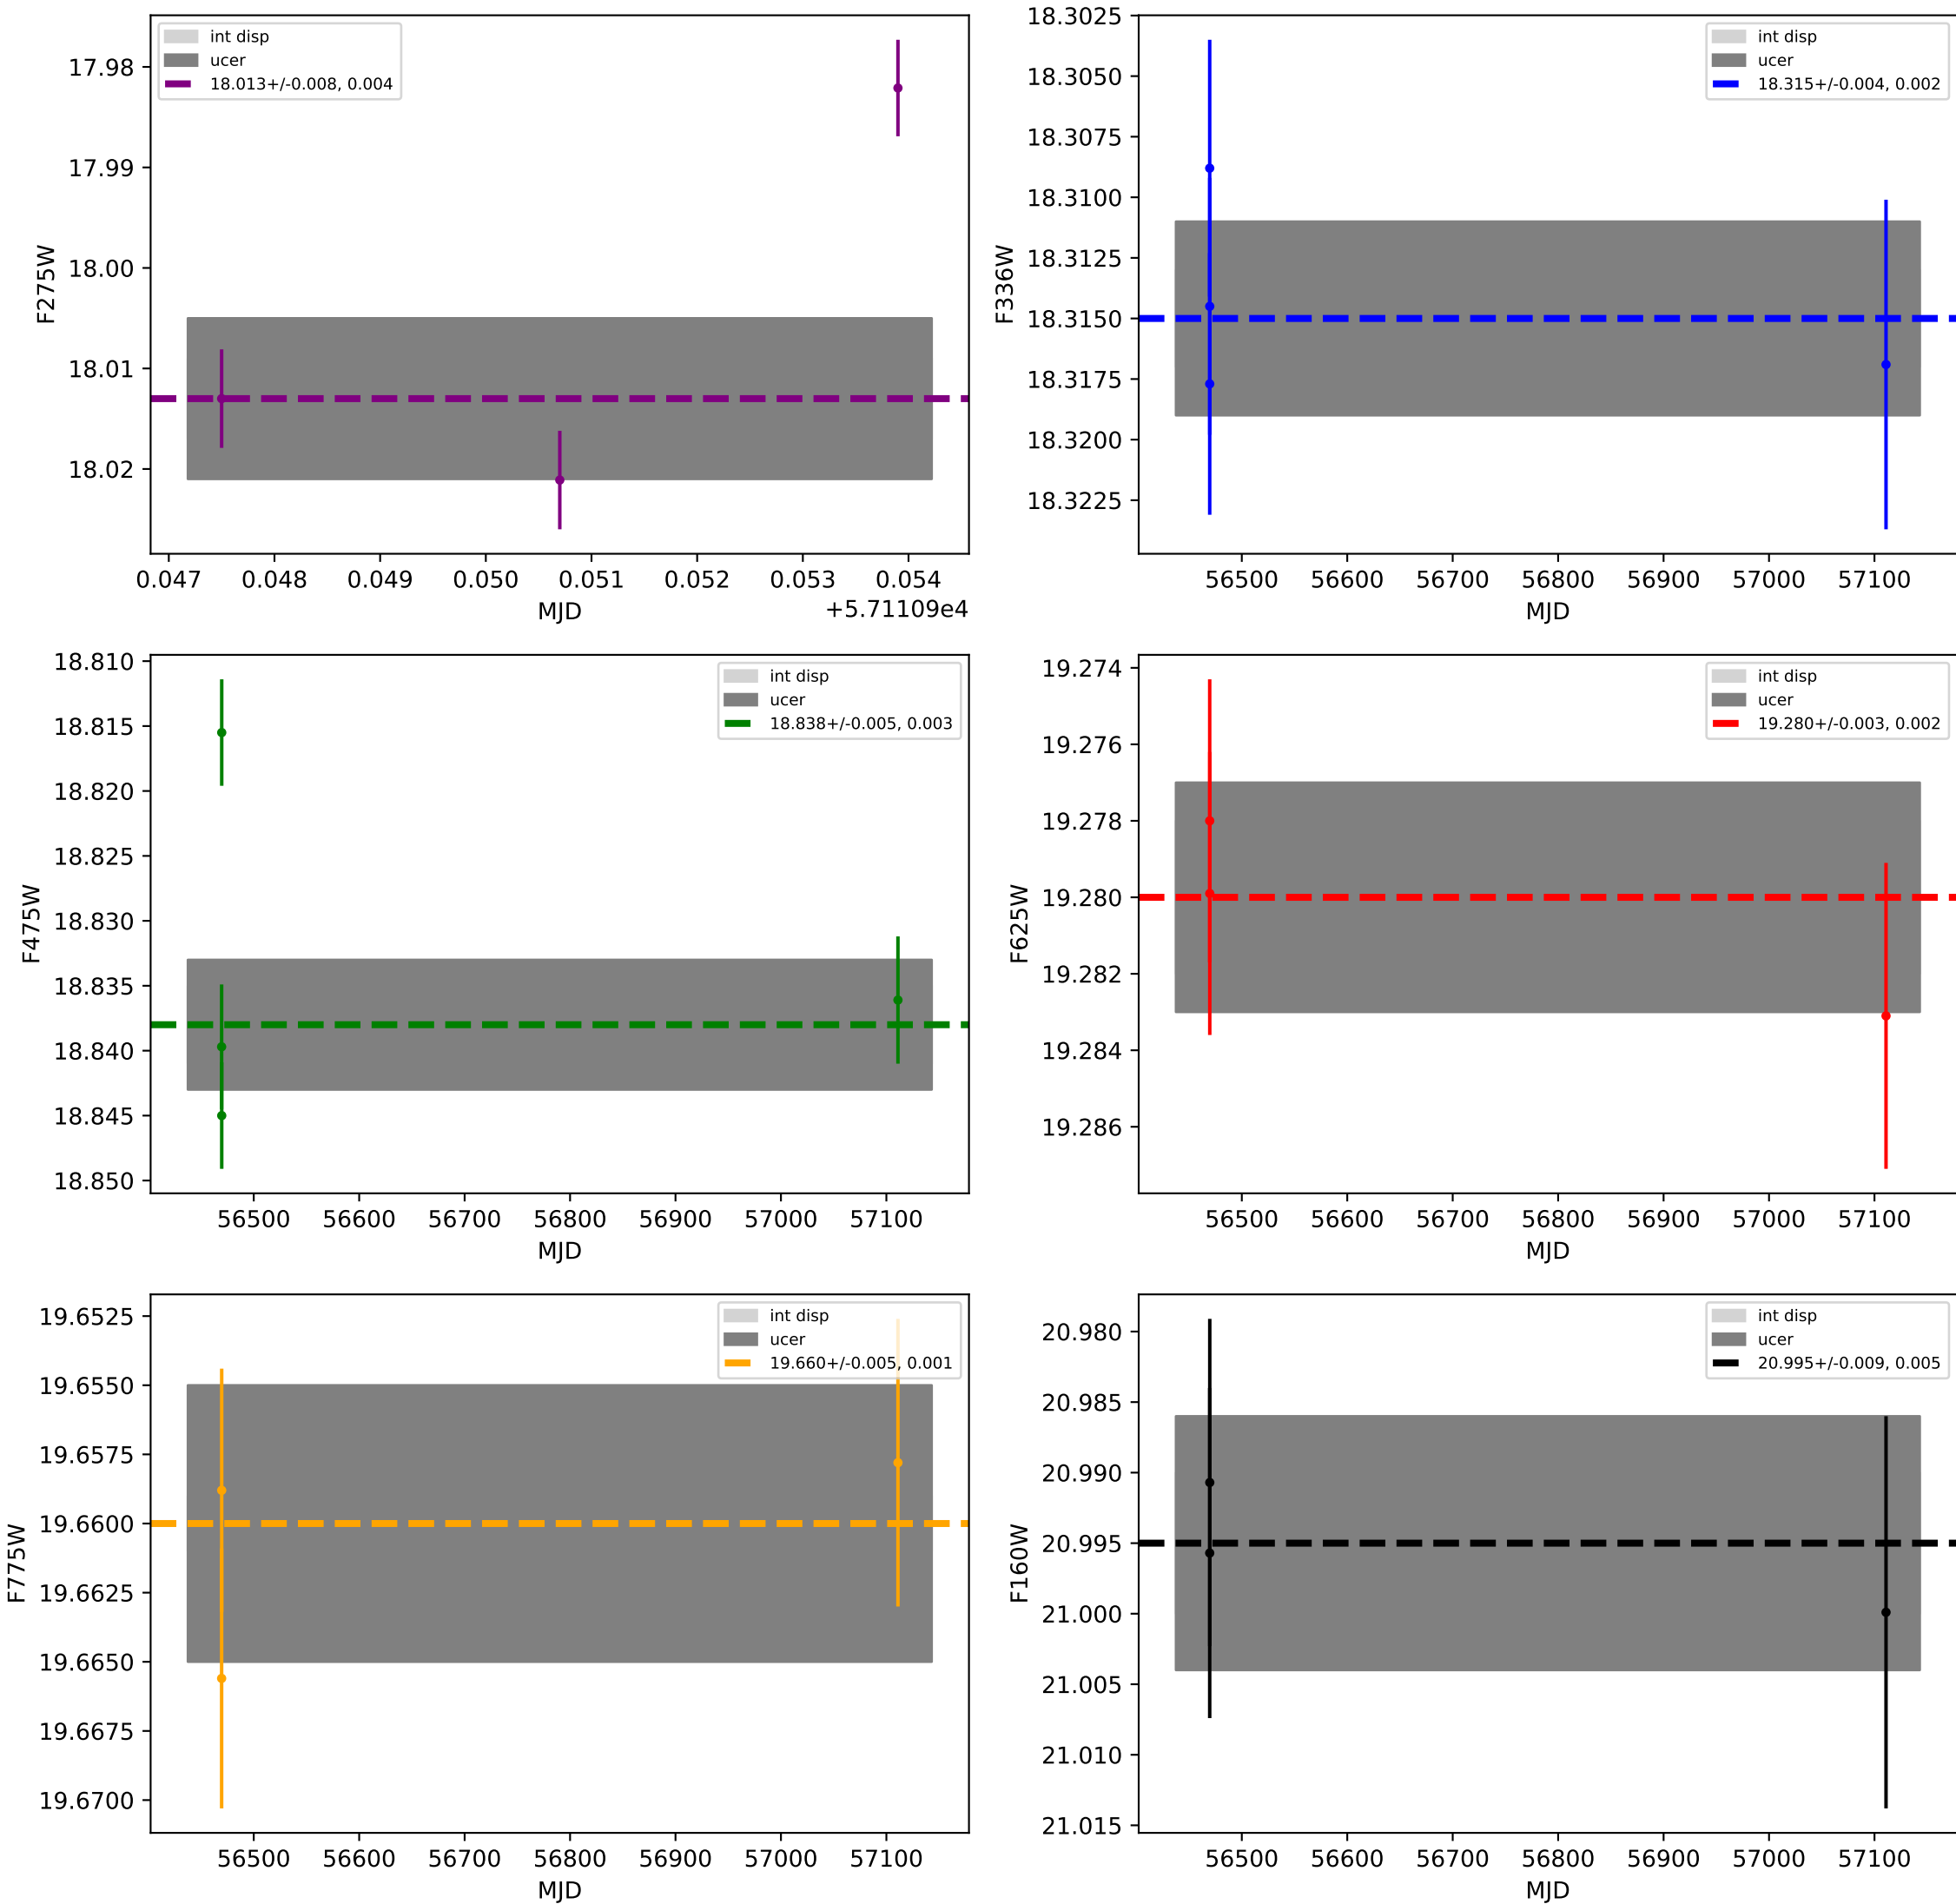 int disp
ucer
18.013+/-0.008, 0.004
17.98
17.99
18.00
18.01
18.02
F275W
0.047 0.048 0.049 0.050 0.051 0.052 0.053 0.054
MJD
+5.71109e4
int disp
ucer
18.315+/-0.004, 0.002
18.3025
18.3050
18.3075
18.3100
18.3125
18.3150
18.3175
18.3200
18.3225
F336W
56500 56600 56700 56800 56900 57000 57100
MJD
int disp
ucer
18.838+/-0.005, 0.003
18.810
18.815
18.820
18.825
18.830
18.835
18.840
18.845
18.850
F475W
56500 56600 56700 56800 56900 57000 57100
MJD
int disp
ucer
19.280+/-0.003, 0.002
19.274
19.276
19.278
19.280
19.282
19.284
19.286
F625W
56500 56600 56700 56800 56900 57000 57100
MJD
int disp
ucer
19.660+/-0.005, 0.001
19.6525
19.6550
19.6575
19.6600
19.6625
19.6650
19.6675
19.6700
F775W
56500 56600 56700 56800 56900 57000 57100
MJD
int disp
ucer
20.995+/-0.009, 0.005
20.980
20.985
20.990
20.995
21.000
21.005
21.010
21.015
F160W
56500 56600 56700 56800 56900 57000 57100
MJD